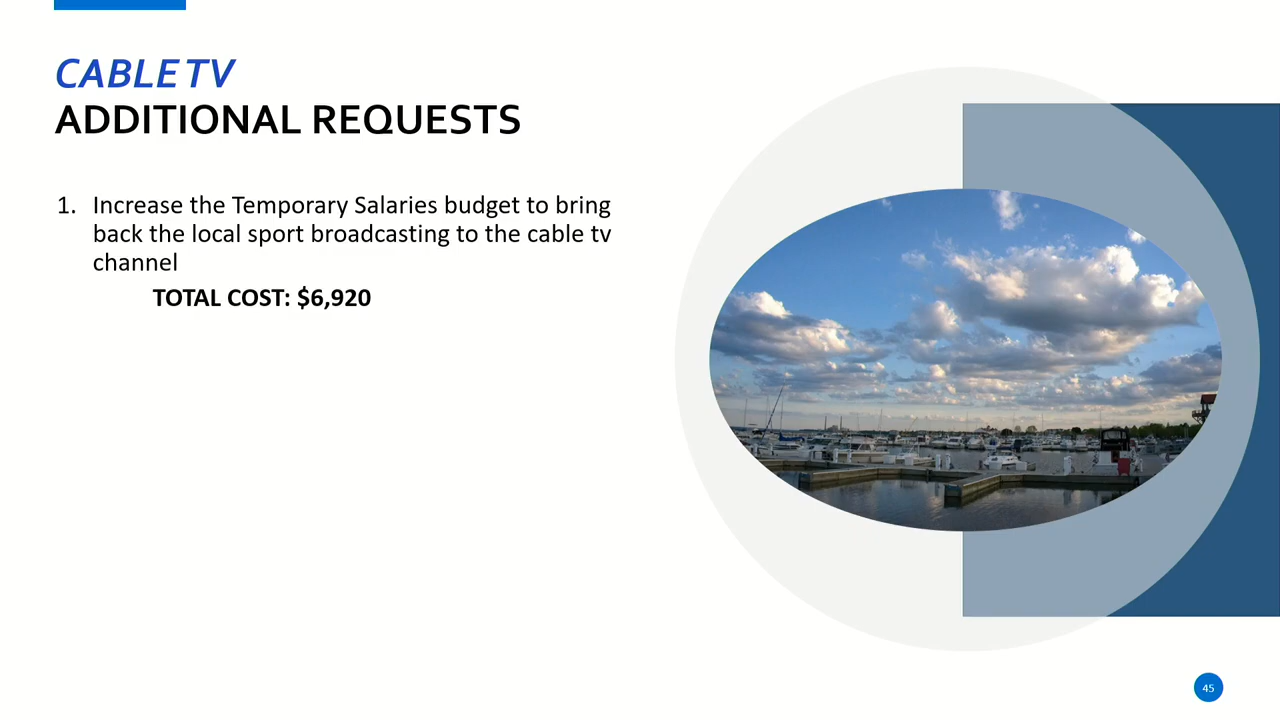 CABLE TV
ADDITIONAL REQUESTS
1. Increase the Temporary Salaries budget to bring
back the local sport broadcasting to the cable tv
channel
TOTAL COST: $6,920
45